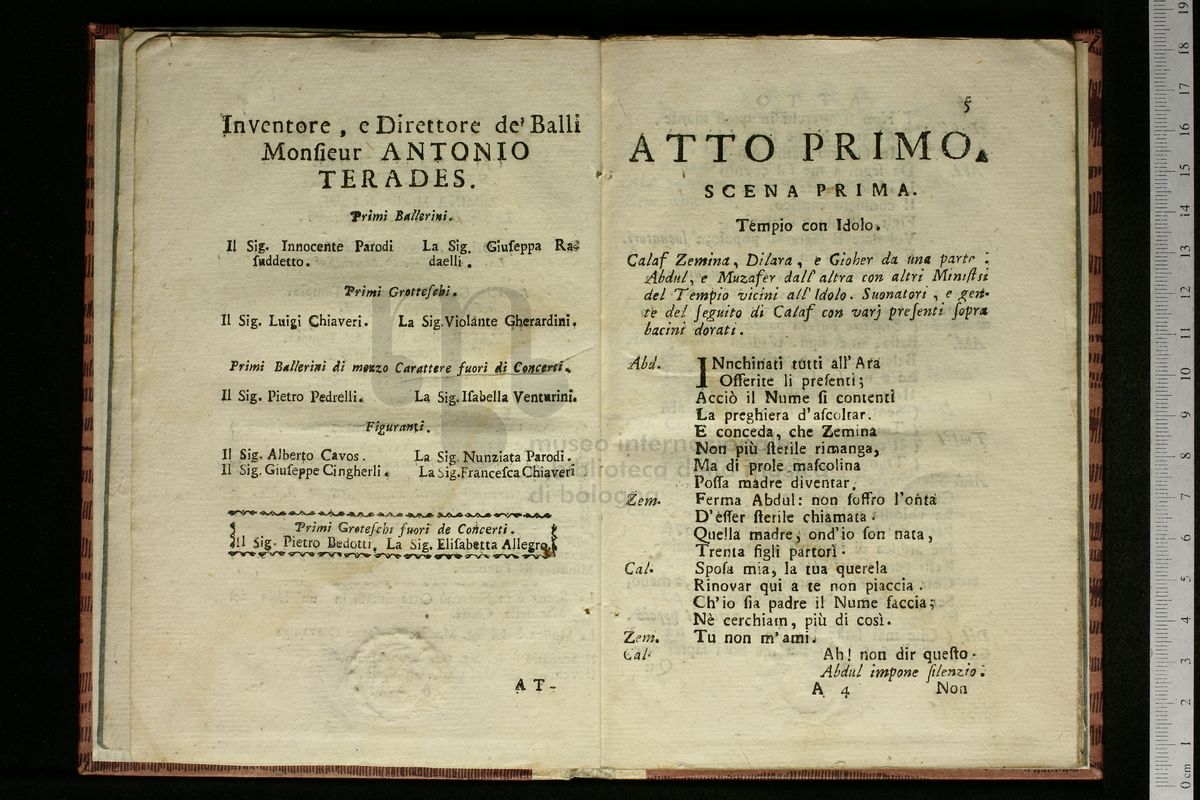 Inventore, e Direttore de' Balli
Monſieur ANTONIO
TERADES.
Primi Ballerini.
Il Sig. Innocente Parodi La Sig. Giuſeppa Ra-
ſuddetto. daelli.
Primi Grotteſchi.
Il Sig. Luigi Chiaveri. La Sig. Violante Gherardini.
Primi Ballerini di mezzo Carattere fuori di Concerti.
Il Sig. Pietro Pedrelli. La Sig. Iſabella Venturini.
Figuranti.
Il Sig. Alberto Cavos. La Sig. Nunziata Parodi.
Il Sig. Giuſeppe Cingherli. La Sig. Franceſca Chiaveri
Primi Groteſchi fuori de Concerti.
Il Sig. Pietro Bedotti, La Sig. Eliſabetta Allegro.
AT-
5
ATTO PRIMO.
SCENA PRIMA.
Tempio con Idolo.
Calaf Zemina, Dilara, e Gioher da una parte:
Abdul, e Muzafer dall'altra con altri Miniſtſi
del Tempio vicini all'Idolo. Suonatori, e gen-
te del ſeguito di Calaf con varj preſenti ſopra
bacini dorati.
Abd. INnchinati tutti all'Ara
Offerite li preſenti;
Acciò il Nume ſi contenti
La preghiera d'aſcoltar.
E conceda, che Zemina
Non più ſterile rimanga,
Ma di prole maſcolina
Poſſa madre diventar.
Zem. Ferma Abdul: non ſoffro l'onta
D'èſſer ſterile chiamata.
Quella madre, ond'io ſon nata,
Trenta figli partorì.
Cal. Spoſa mia, la tua querela
Rinovar qui a te non piaccia.
Ch'io ſia padre il Nume faccia;
Nè cerchiam, più di così.
Zem. Tu non m'ami.
Cal. Ah! non dir queſto.
Abdul impone ſilenzio:
A 4 Non
museo interna
biblioteca d
di bologna